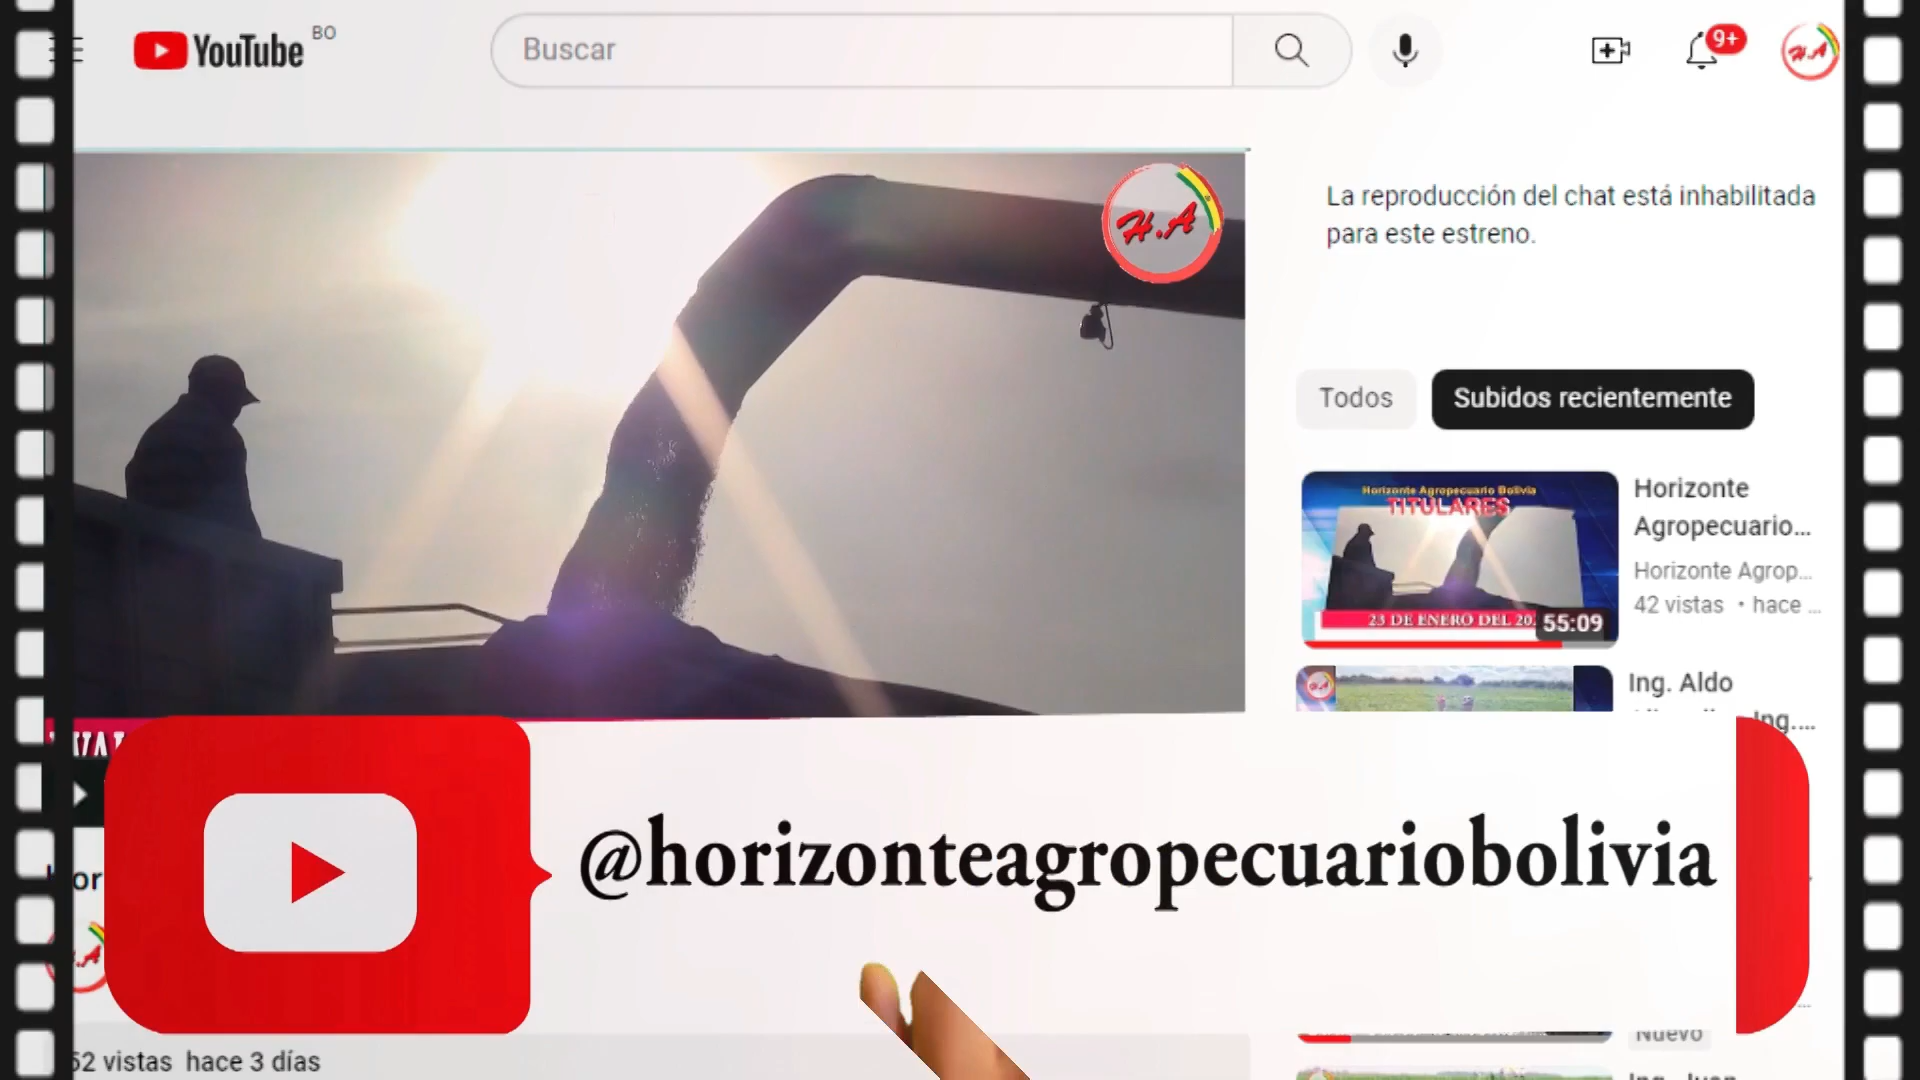 YouTube BO
Buscar
9+
H.A
H.A
La reproducción del chat está inhabilitada
para este estreno.
Todos
Subidos recientemente
Horizonte Agropecuario Bolivia
TITULARES
23 DE ENERO DEL 20
55:09
Horizonte
Agropecuario...
Horizonte Agrop...
42 vistas • hace ...
Ing. Aldo
Ing....
@horizonteagropecuariobolivia
52 vistas hace 3 días
Nuevo